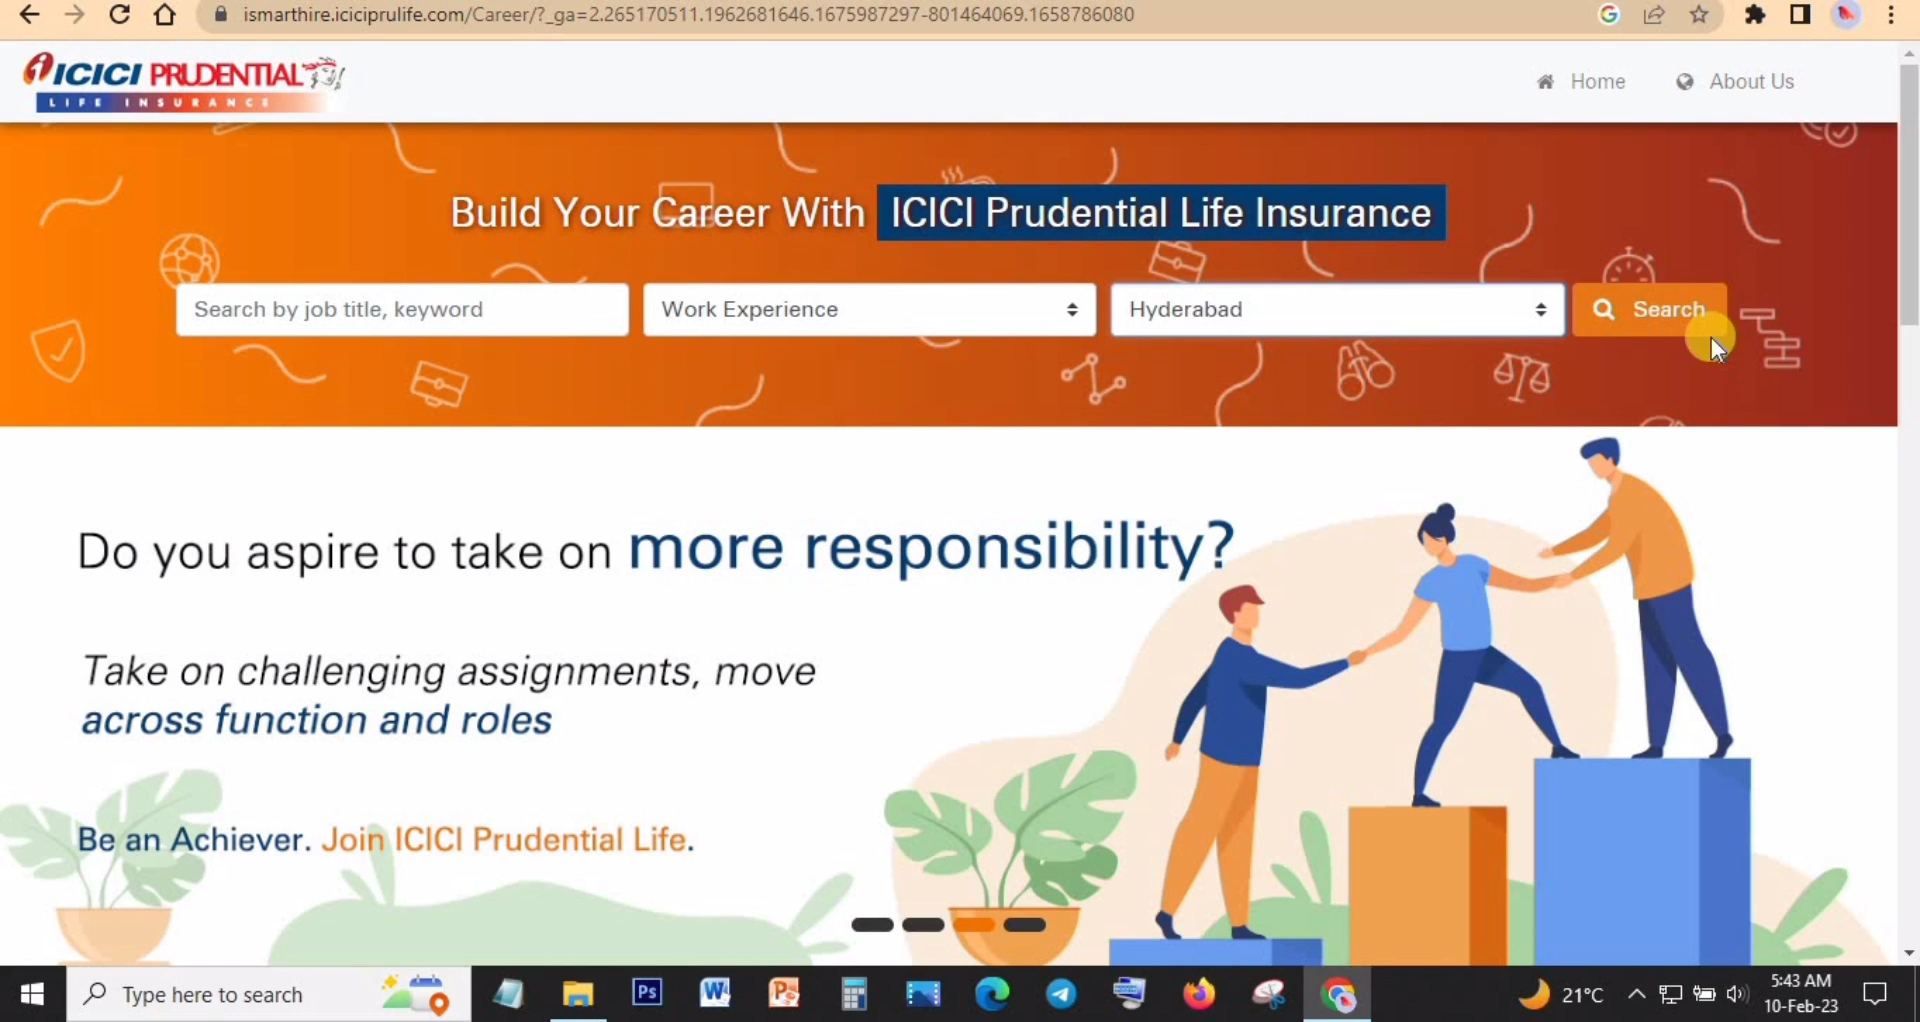 ismarthire.iciciprulife.com/Career/?_ga=2.265170511.1962681646.1675987297-801464069.1658786080
ICICI PRUDENTIAL
LIFE INSURANCE
Home
About Us
Build Your Career With ICICI Prudential Life Insurance
Search by job title, keyword
Work Experience
Hyderabad
Search
Do you aspire to take on more responsibility?
Take on challenging assignments, move
across function and roles
Be an Achiever. Join ICICI Prudential Life.
Type here to search
Ps
W
P
21°C
5:43 AM
10-Feb-23